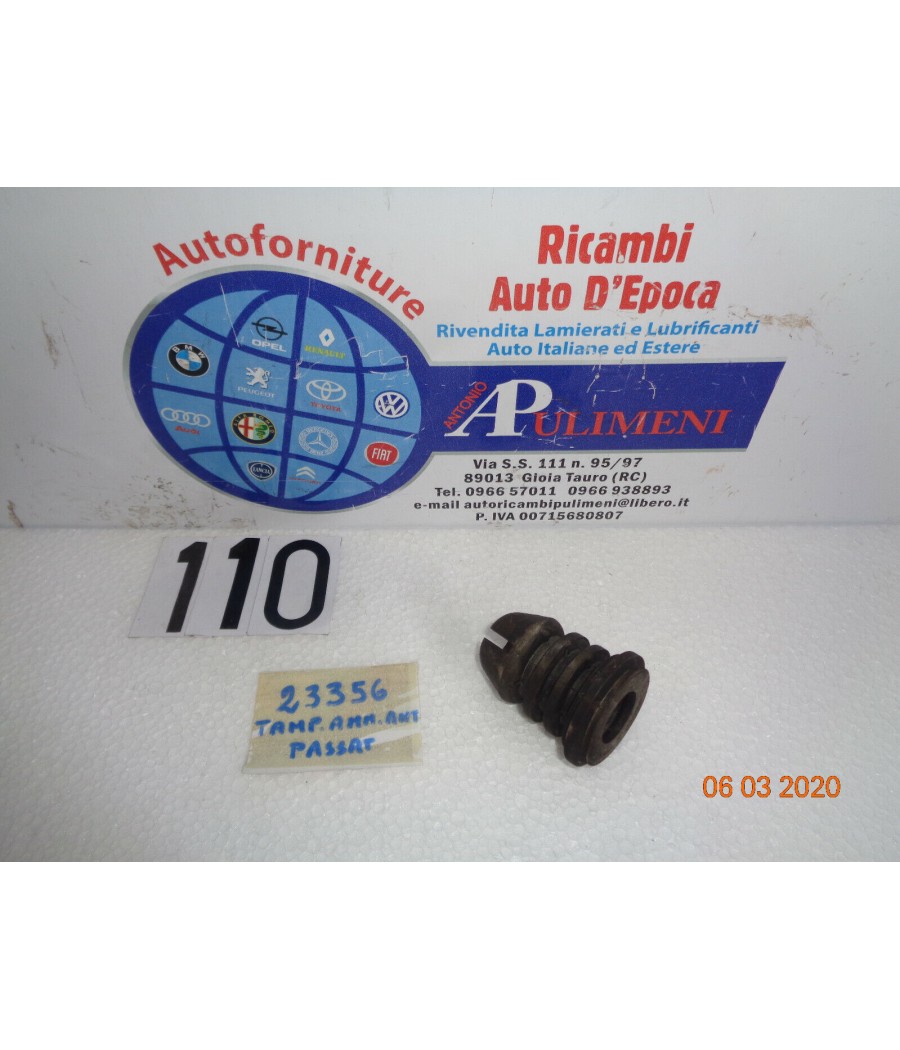 Autoforniture
Ricambi
Auto D'Epoca
Rivendita Lamierati e Lubrificanti
Auto Italiane ed Estere
BMW
OPEL
RENAULT
PEUGEOT
TOYOTA
Audi
LANCIA
FIAT
ANTONIO
APULIMENI
Via S.S. 111 n. 95/97
89013 Gioia Tauro (RC)
Tel. 0966 57011 0966 938893
e-mail autoricambipulimeni@libero.it
P. IVA 00715680807
110
23356
TAMP. AMM. ANT
PASSAT
06 03 2020